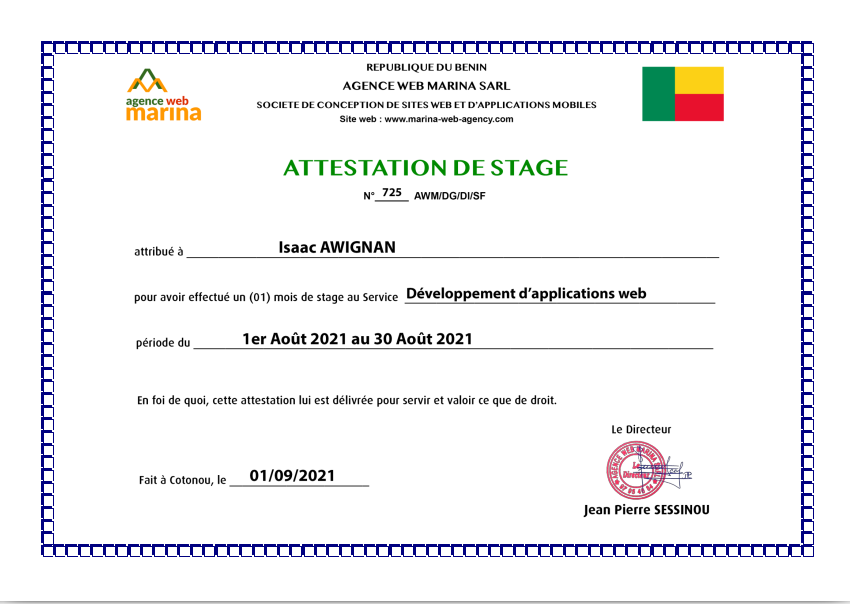 REPUBLIQUE DU BENIN
agence web
marina
AGENCE WEB MARINA SARL
SOCIETE DE CONCEPTION DE SITES WEB ET D'APPLICATIONS MOBILES
Site web : www.marina-web-agency.com
ATTESTATION DE STAGE
N° 725 AWM/DG/DI/SF
attribué à Isaac AWIGNAN
pour avoir effectué un (01) mois de stage au Service Développement d'applications web
période du 1er Août 2021 au 30 Août 2021
En foi de quoi, cette attestation lui est délivrée pour servir et valoir ce que de droit.
Le Directeur
AGENCE WEB MARINA
Le
Directeur
Fait à Cotonou, le 01/09/2021
Jean Pierre SESSINOU